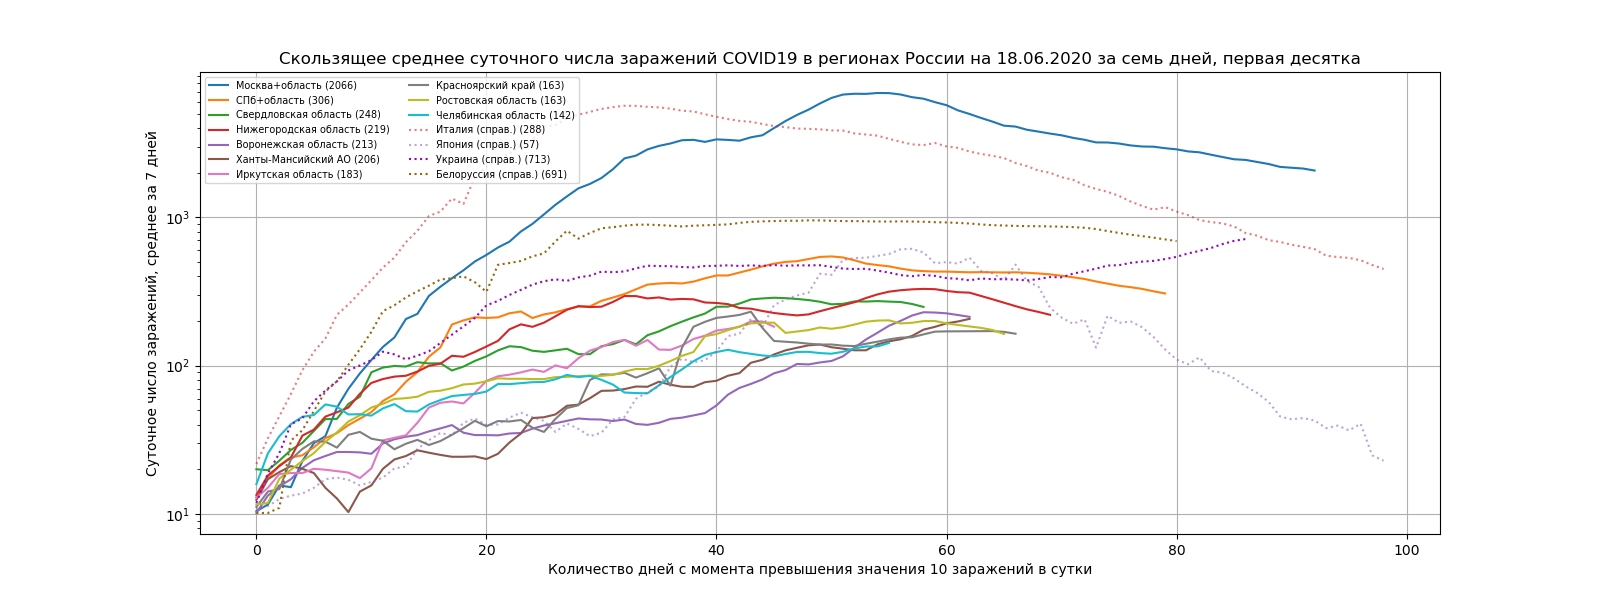 Скользящее среднее суточного числа заражений COVID19 в регионах России на 18.06.2020 за семь дней, первая десятка
Суточное число заражений, среднее за 7 дней
10³
10²
10¹
Москва+область (2066)
СПб+область (306)
Свердловская область (248)
Нижегородская область (219)
Воронежская область (213)
Ханты-Мансийский АО (206)
Иркутская область (183)
Красноярский край (163)
Ростовская область (163)
Челябинская область (142)
Италия (справ.) (288)
Япония (справ.) (57)
Украина (справ.) (713)
Белоруссия (справ.) (691)
0 20 40 60 80 100
Количество дней с момента превышения значения 10 заражений в сутки